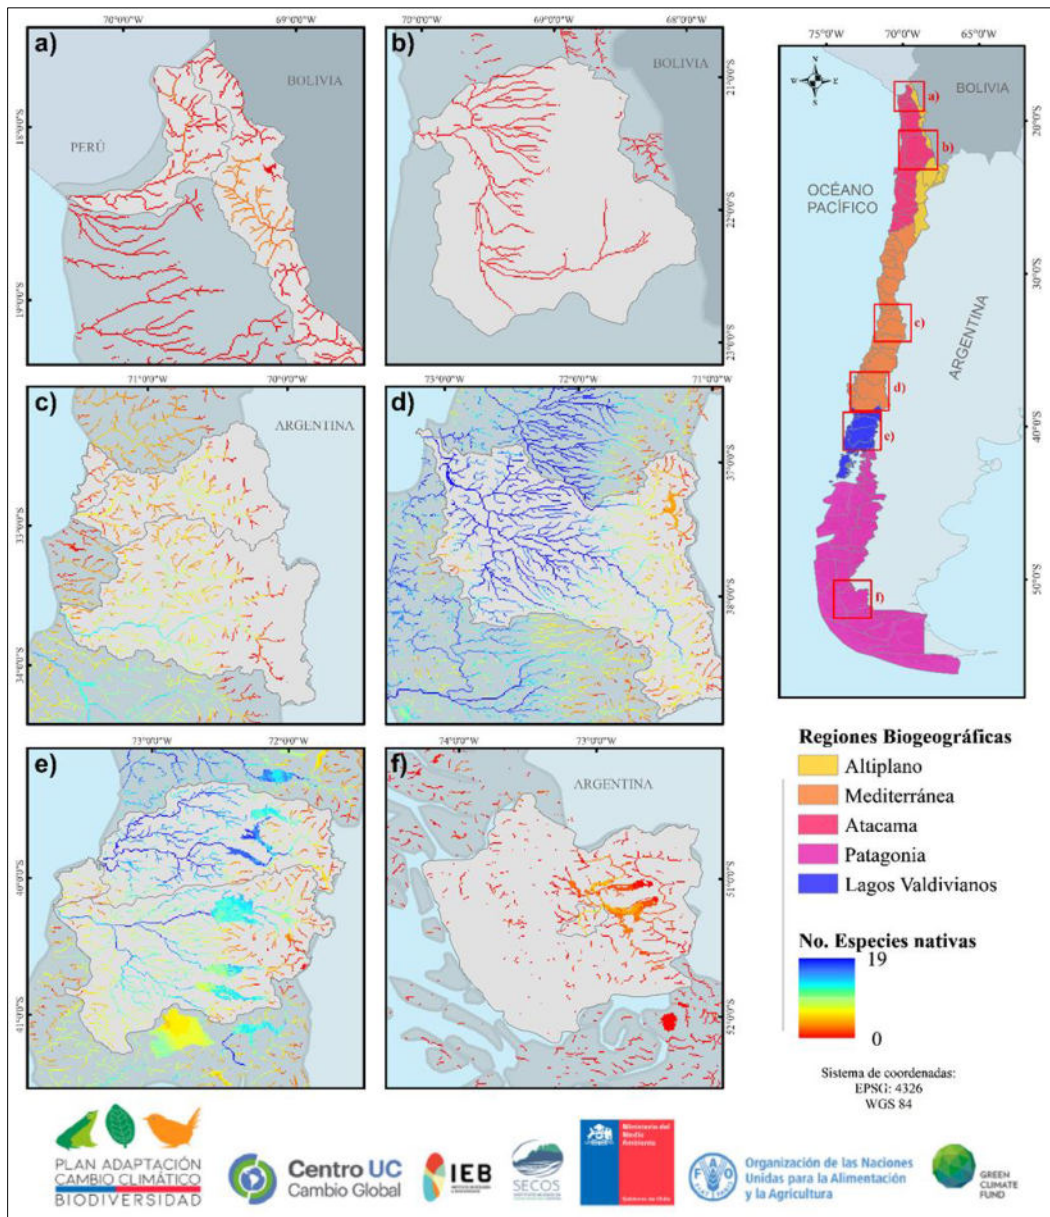 a)
70°0'0"W
69°0'0"W
18°0'0"S
19°0'0"S
PERÚ
BOLIVIA
b)
70°0'0"W
69°0'0"W
68°0'0"W
21°0'0"S
22°0'0"S
23°0'0"S
BOLIVIA
c)
71°0'0"W
70°0'0"W
33°0'0"S
34°0'0"S
ARGENTINA
d)
73°0'0"W
72°0'0"W
71°0'0"W
37°0'0"S
38°0'0"S
e)
73°0'0"W
72°0'0"W
40°0'0"S
41°0'0"S
f)
74°0'0"W
73°0'0"W
51°0'0"S
52°0'0"S
ARGENTINA
75°0'W
70°0'W
65°0'W
20°0'S
30°0'S
40°0'S
50°0'S
N
W
E
S
BOLIVIA
OCÉANO
PACÍFICO
ARGENTINA
a)
b)
c)
d)
e)
f)
Regiones Biogeográficas
Altiplano
Mediterránea
Atacama
Patagonia
Lagos Valdivianos
No. Especies nativas
19
0
Sistema de coordenadas:
EPSG: 4326
WGS 84
PLAN ADAPTACIÓN
CAMBIO CLIMÁTICO
BIODIVERSIDAD
Centro UC
Cambio Global
IEB
SECOS
Ministerio del
Medio
Ambiente
Gobierno de Chile
FAO
FIAT PANIS
Organización de las Naciones
Unidas para la Alimentación
y la Agricultura
GREEN
CLIMATE
FUND